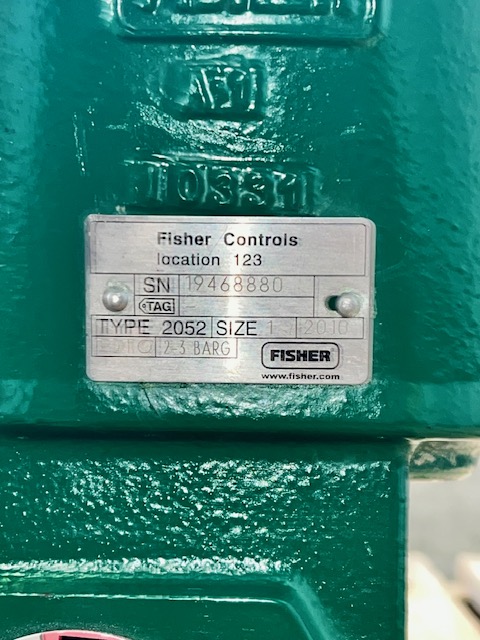 Fisher Controls
location 123
SN 19468880
TAG
TYPE 2052 SIZE 1 2010
2-3 BARG FISHER
www.fisher.com